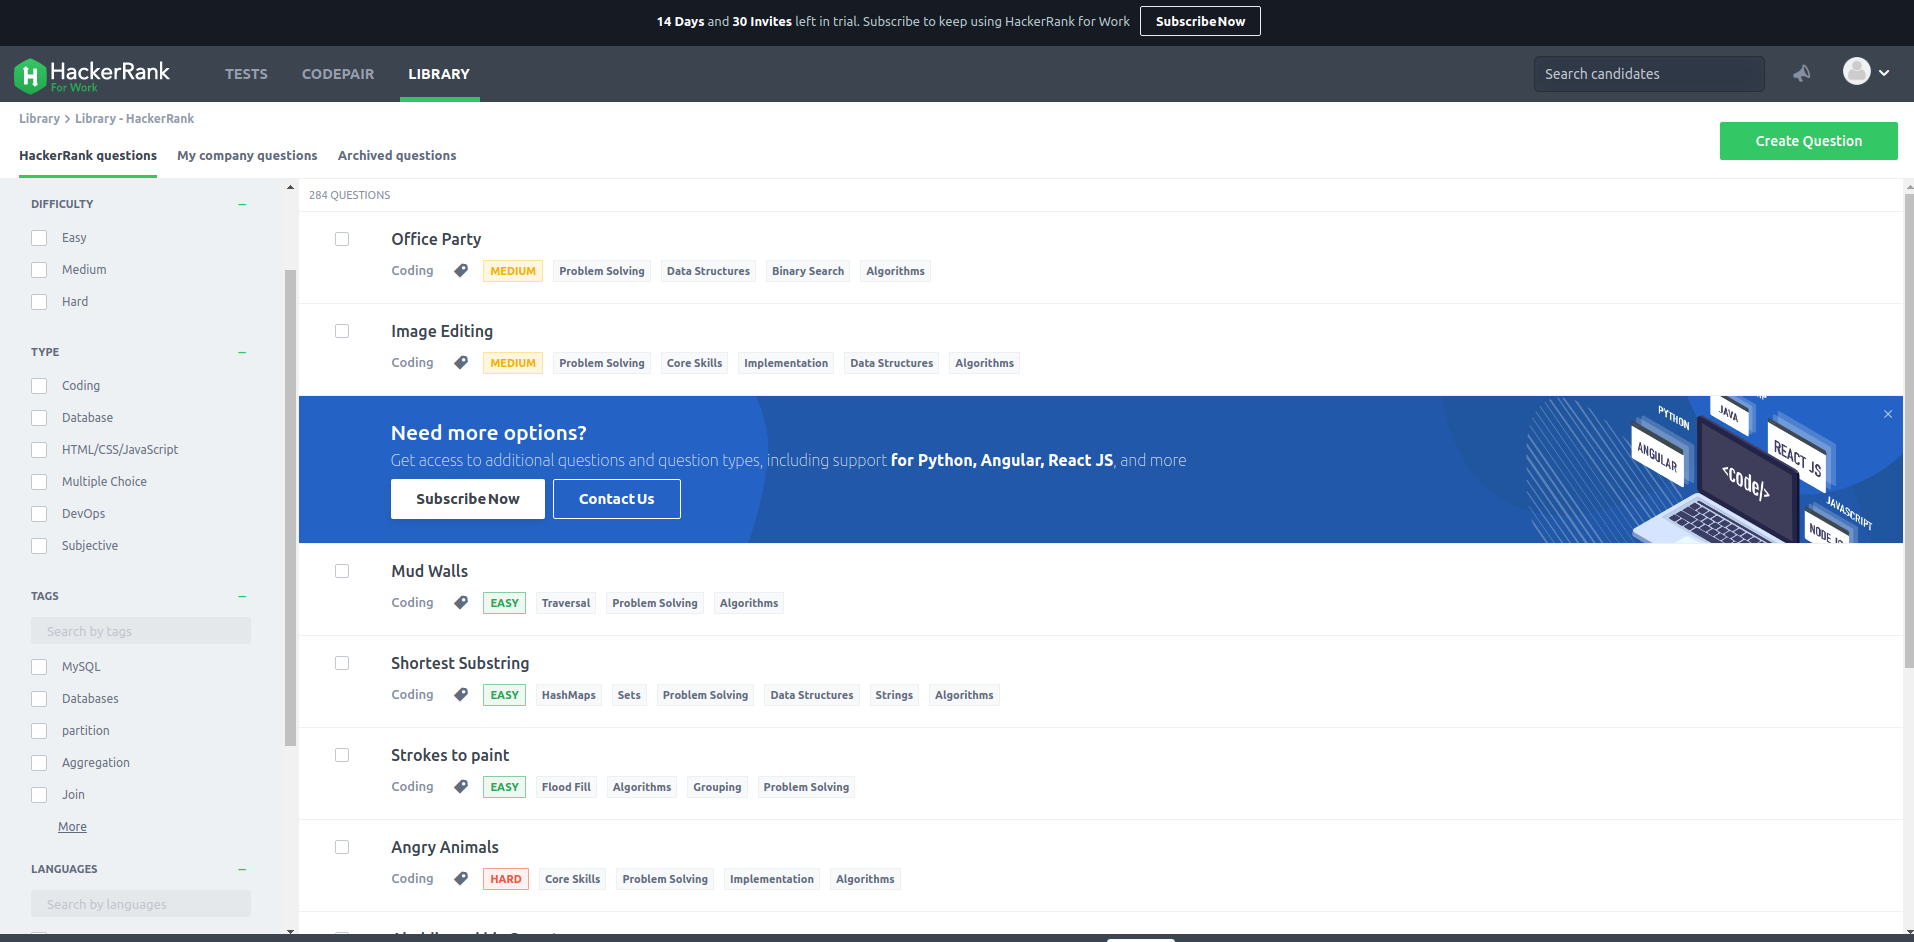 14 Days and 30 Invites left in trial. Subscribe to keep using HackerRank for Work
Subscribe Now
HackerRank
For Work
TESTS
CODEPAIR
LIBRARY
Search candidates
Library > Library - HackerRank
HackerRank questions
My company questions
Archived questions
Create Question
DIFFICULTY
Easy
Medium
Hard
TYPE
Coding
Database
HTML/CSS/JavaScript
Multiple Choice
DevOps
Subjective
TAGS
Search by tags
MySQL
Databases
partition
Aggregation
Join
More
LANGUAGES
Search by languages
284 QUESTIONS
Office Party
Coding MEDIUM Problem Solving Data Structures Binary Search Algorithms
Image Editing
Coding MEDIUM Problem Solving Core Skills Implementation Data Structures Algorithms
Need more options?
Get access to additional questions and question types, including support for Python, Angular, React JS, and more
Subscribe Now
Contact Us
PYTHON
JAVA
ANGULAR
REACT JS
<code/>
JAVASCRIPT
NODE JS
Mud Walls
Coding EASY Traversal Problem Solving Algorithms
Shortest Substring
Coding EASY HashMaps Sets Problem Solving Data Structures Strings Algorithms
Strokes to paint
Coding EASY Flood Fill Algorithms Grouping Problem Solving
Angry Animals
Coding HARD Core Skills Problem Solving Implementation Algorithms